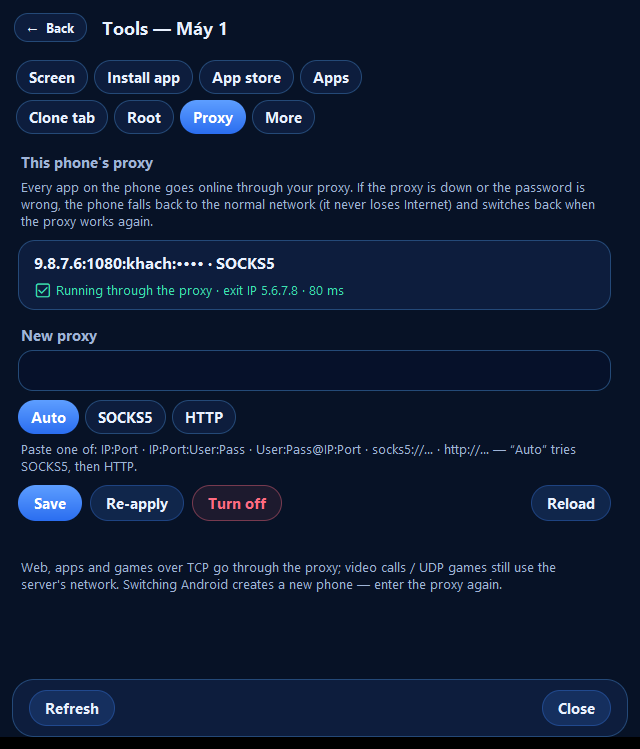 ← Back
Tools — Máy 1
Screen
Install app
App store
Apps
Clone tab
Root
Proxy
More
This phone's proxy
Every app on the phone goes online through your proxy. If the proxy is down or the password is
wrong, the phone falls back to the normal network (it never loses Internet) and switches back when
the proxy works again.
9.8.7.6:1080:khach:•••• · SOCKS5
Running through the proxy · exit IP 5.6.7.8 · 80 ms
New proxy
Auto
SOCKS5
HTTP
Paste one of: IP:Port · IP:Port:User:Pass · User:Pass@IP:Port · socks5://... · http://... — “Auto” tries
SOCKS5, then HTTP.
Save
Re-apply
Turn off
Reload
Web, apps and games over TCP go through the proxy; video calls / UDP games still use the
server's network. Switching Android creates a new phone — enter the proxy again.
Refresh
Close